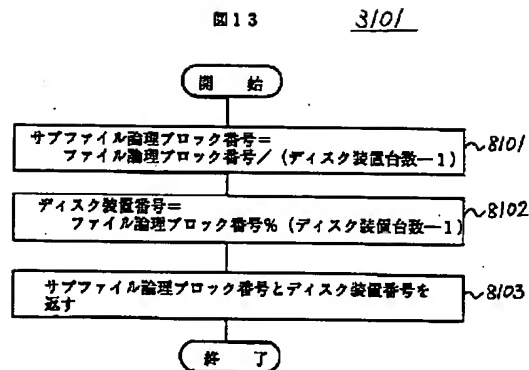 図13 3101
開 始
サブファイル論理ブロック番号=
ファイル論理ブロック番号/(ディスク装置台数ー1)
8101
ディスク装置番号=
ファイル論理ブロック番号%(ディスク装置台数ー1)
8102
サブファイル論理ブロック番号とディスク装置番号を
返す
8103
終 了